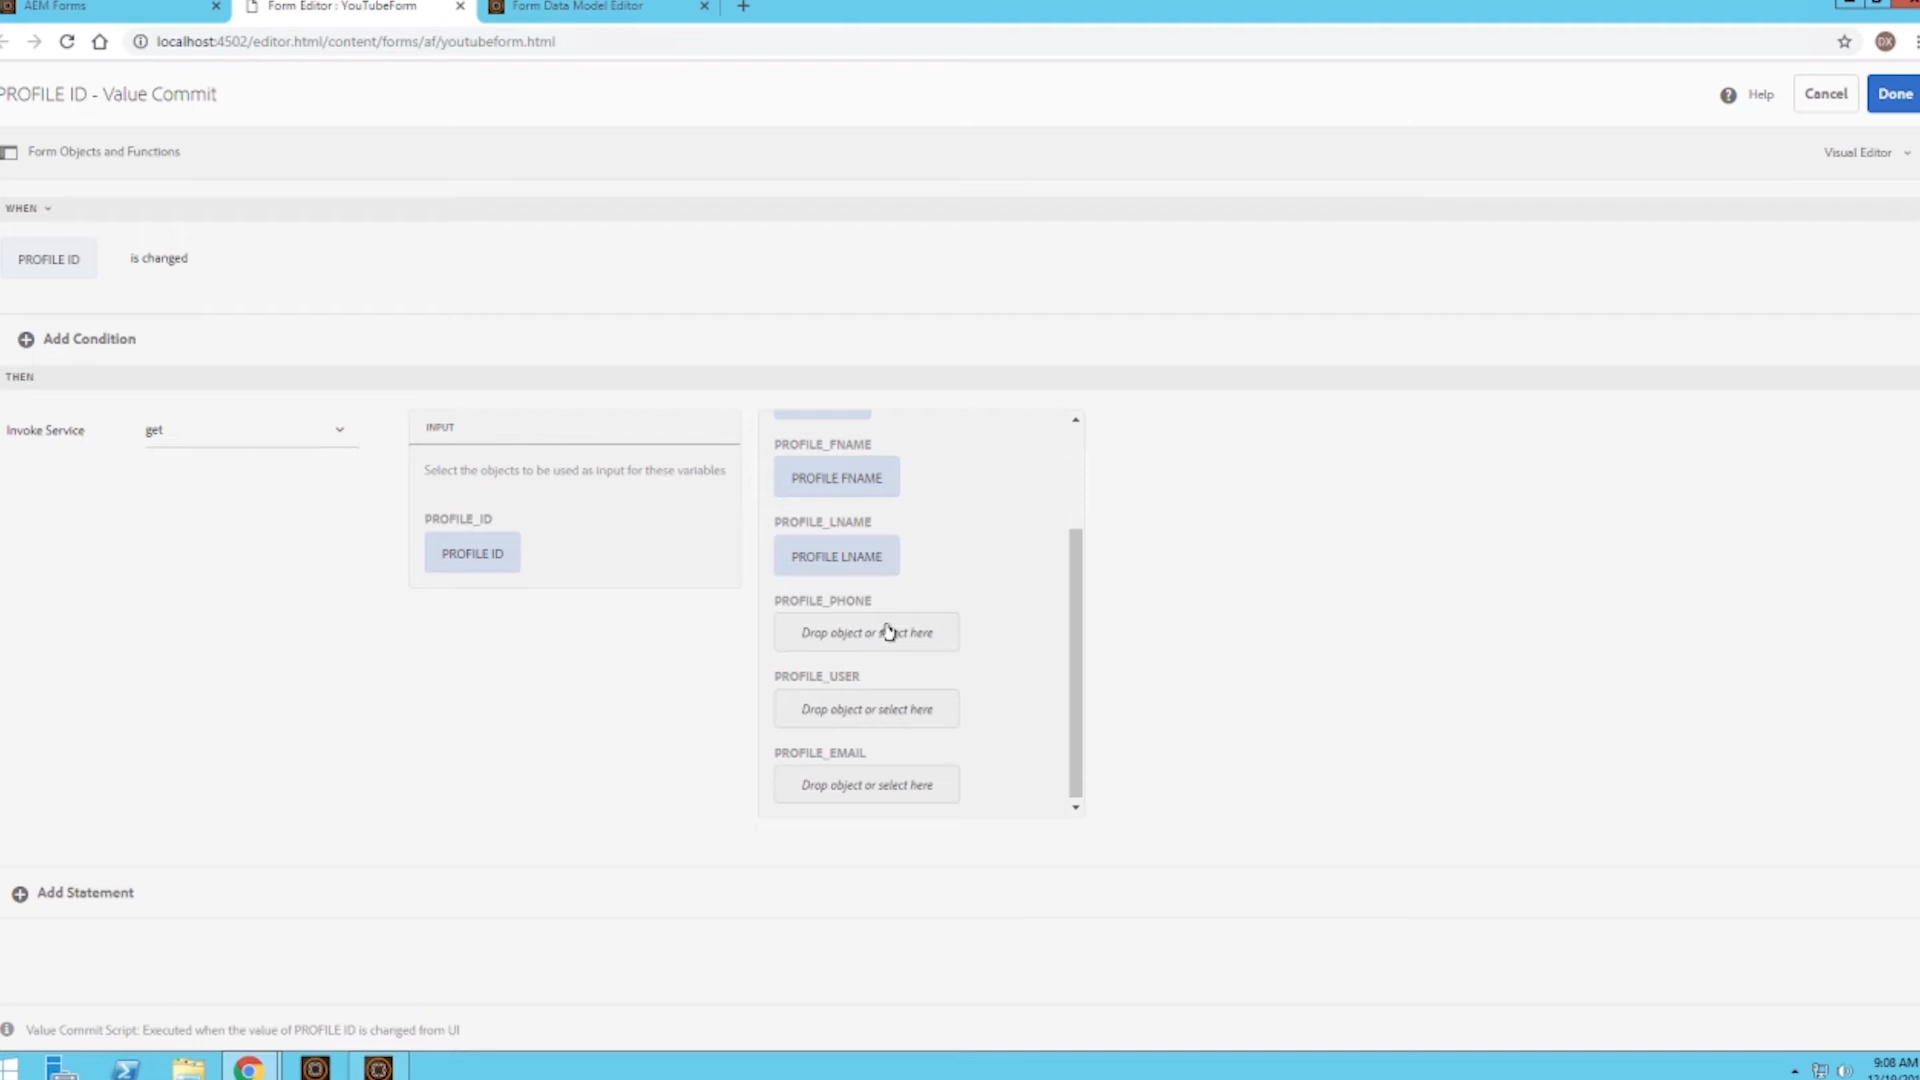 AEM Forms
Form Editor : YouTubeForm
Form Data Model Editor
localhost:4502/editor.html/content/forms/af/youtubeform.html
DX
PROFILE ID - Value Commit
Help
Cancel
Done
Form Objects and Functions
Visual Editor
WHEN
PROFILE ID
is changed
Add Condition
THEN
Invoke Service
get
INPUT
Select the objects to be used as input for these variables
PROFILE_ID
PROFILE ID
PROFILE_FNAME
PROFILE FNAME
PROFILE_LNAME
PROFILE LNAME
PROFILE_PHONE
Drop object or select here
PROFILE_USER
Drop object or select here
PROFILE_EMAIL
Drop object or select here
Add Statement
Value Commit Script: Executed when the value of PROFILE ID is changed from UI
9:08 AM